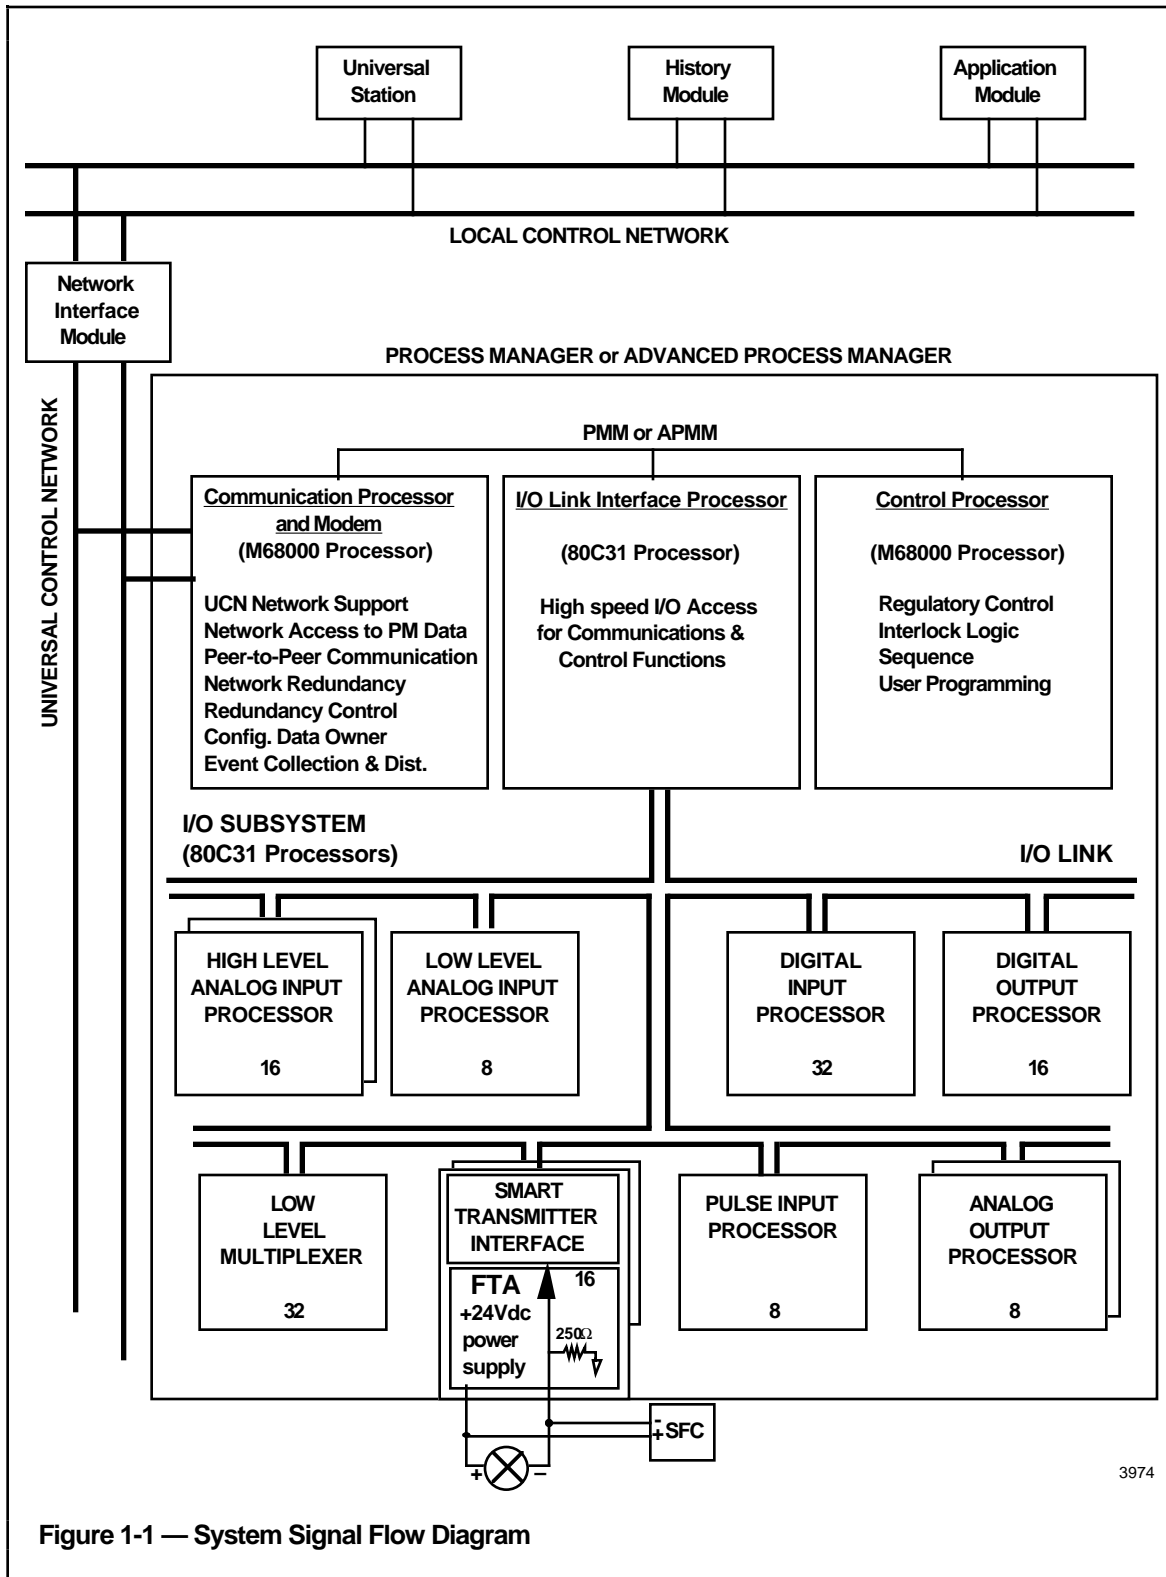 Universal
Station
History
Module
Application
Module
LOCAL CONTROL NETWORK
Network
Interface
Module
UNIVERSAL CONTROL NETWORK
PROCESS MANAGER or ADVANCED PROCESS MANAGER
PMM or APMM
Communication Processor
and Modem
(M68000 Processor)
UCN Network Support
Network Access to PM Data
Peer-to-Peer Communication
Network Redundancy
Redundancy Control
Config. Data Owner
Event Collection & Dist.
I/O Link Interface Processor
(80C31 Processor)
High speed I/O Access
for Communications &
Control Functions
Control Processor
(M68000 Processor)
Regulatory Control
Interlock Logic
Sequence
User Programming
I/O SUBSYSTEM
(80C31 Processors)
I/O LINK
HIGH LEVEL
ANALOG INPUT
PROCESSOR
16
LOW LEVEL
ANALOG INPUT
PROCESSOR
8
DIGITAL
INPUT
PROCESSOR
32
DIGITAL
OUTPUT
PROCESSOR
16
LOW
LEVEL
MULTIPLEXER
32
SMART
TRANSMITTER
INTERFACE
16
FTA
+24Vdc
power
supply
250Ω
PULSE INPUT
PROCESSOR
8
ANALOG
OUTPUT
PROCESSOR
8
-
+
SFC
+
–
3974
Figure 1-1 — System Signal Flow Diagram